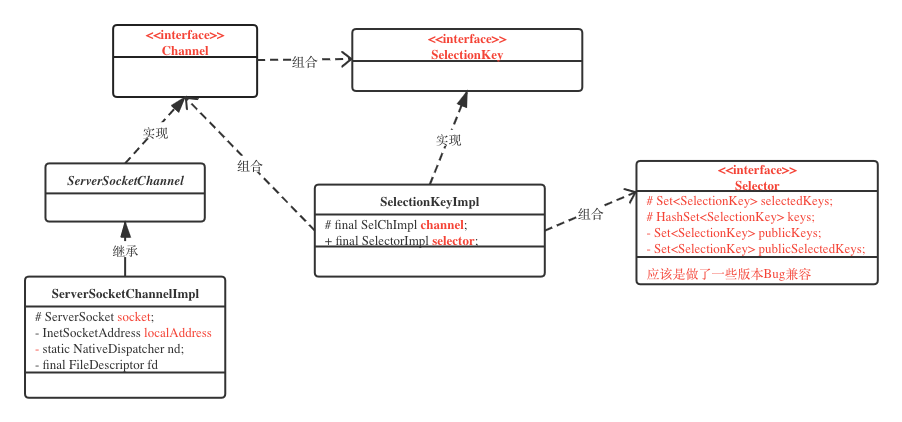 <<interface>>
Channel
组合
<<interface>>
SelectionKey
实现
组合
实现
ServerSocketChannel
SelectionKeyImpl
# final SelChImpl channel;
+ final SelectorImpl selector;
组合
<<interface>>
Selector
# Set<SelectionKey> selectedKeys;
# HashSet<SelectionKey> keys;
- Set<SelectionKey> publicKeys;
- Set<SelectionKey> publicSelectedKeys;
应该是做了一些版本Bug兼容
继承
ServerSocketChannelImpl
# ServerSocket socket;
- InetSocketAddress localAddress
- static NativeDispatcher nd;
- final FileDescriptor fd